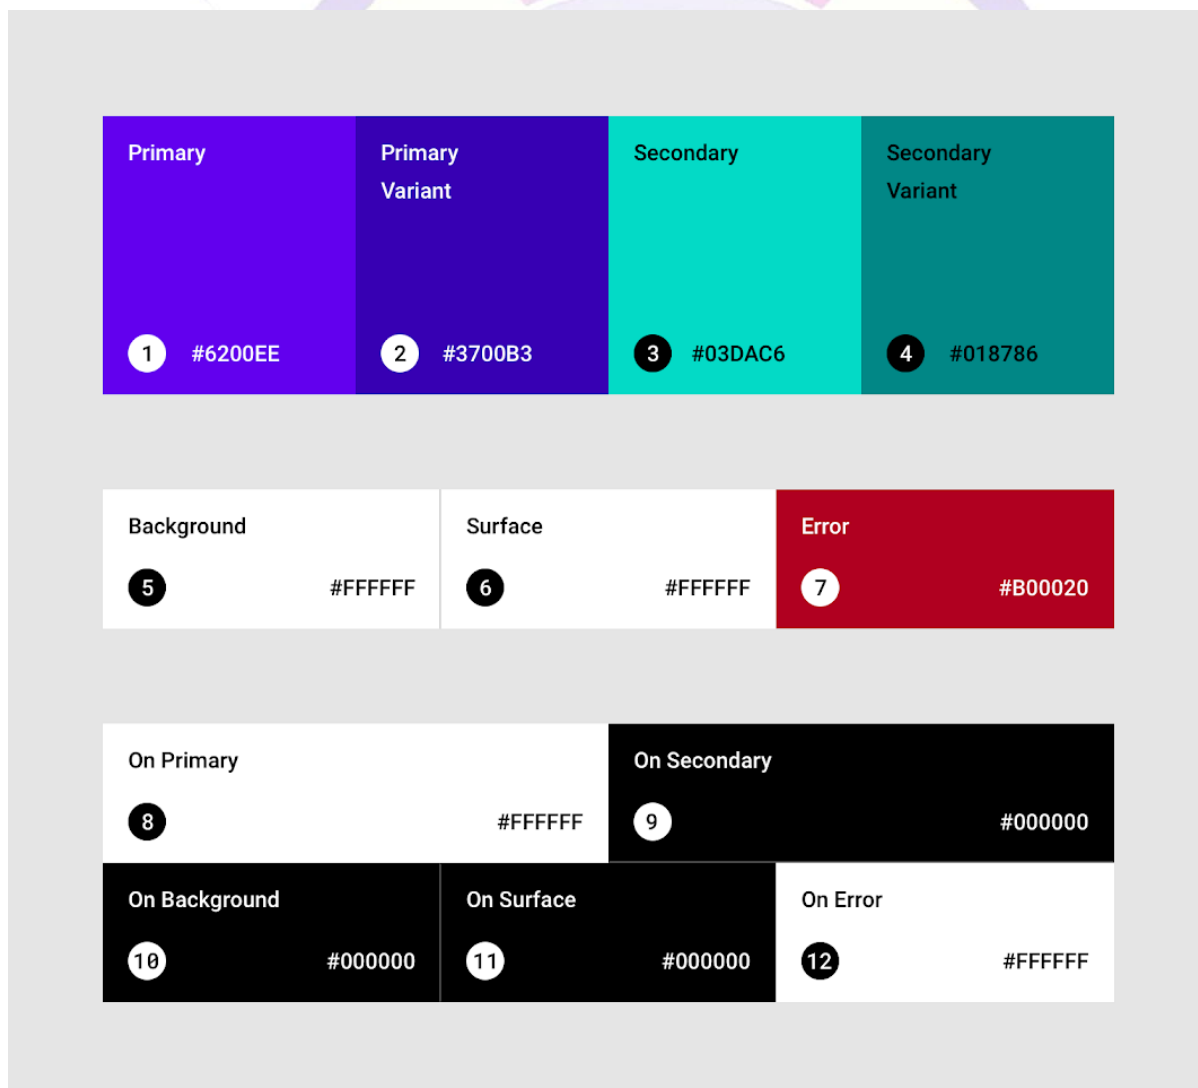 Primary
1 #6200EE
Primary
Variant
2 #3700B3
Secondary
3 #03DAC6
Secondary
Variant
4 #018786
Background
5 #FFFFFF
Surface
6 #FFFFFF
Error
7 #B00020
On Primary
8 #FFFFFF
On Secondary
9 #000000
On Background
10 #000000
On Surface
11 #000000
On Error
12 #FFFFFF